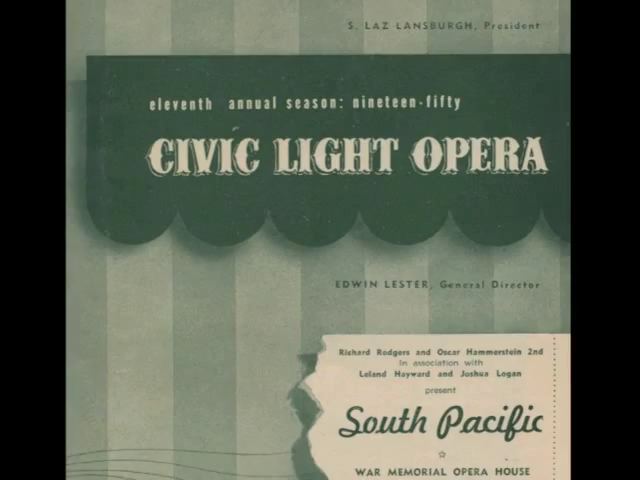 S. LAZ LANSBURGH, President
eleventh annual season: nineteen-fifty
CIVIC LIGHT OPERA
EDWIN LESTER, General Director
Richard Rodgers and Oscar Hammerstein 2nd
in association with
Leland Hayward and Joshua Logan
present
South Pacific
WAR MEMORIAL OPERA HOUSE